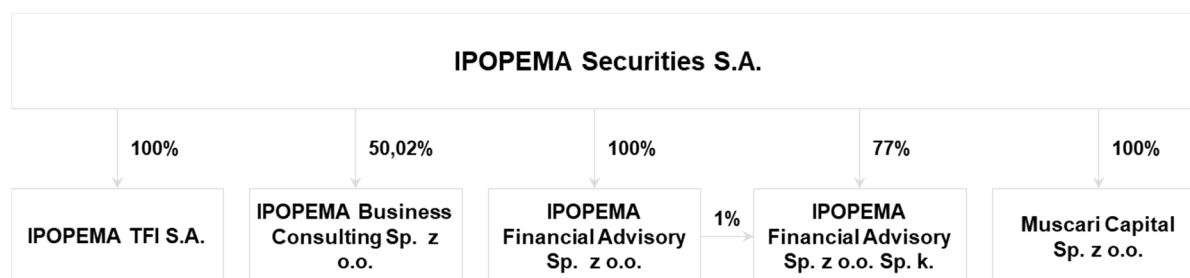 IPOPEMA Securities S.A.
100%
50,02%
100%
77%
100%
IPOPEMA TFI S.A.
IPOPEMA Business
Consulting Sp. z
o.o.
IPOPEMA
Financial Advisory
Sp. z o.o.
1%
IPOPEMA
Financial Advisory
Sp. z o.o. Sp. k.
Muscari Capital
Sp. z o.o.